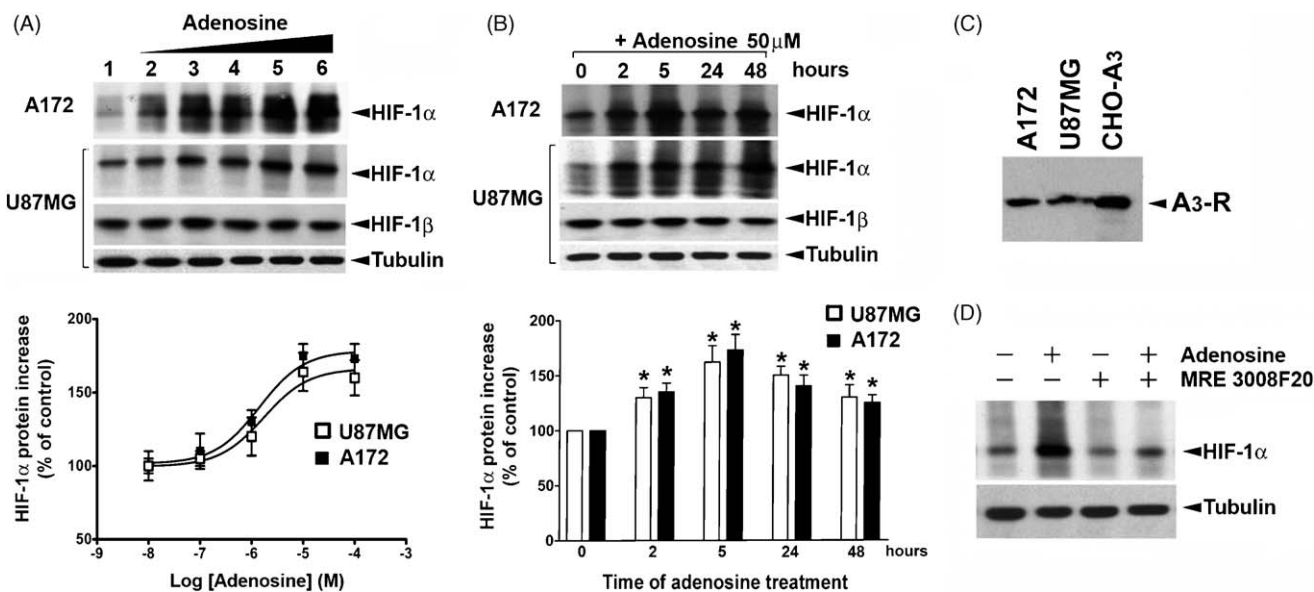 (A)
Adenosine
1 2 3 4 5 6
A172
HIF-1α
U87MG
HIF-1α
HIF-1β
Tubulin
HIF-1α protein increase
(% of control)
200
150
100
50
-9 -8 -7 -6 -5 -4 -3
Log [Adenosine] (M)
U87MG
A172
(B)
+ Adenosine 50 μM
0 2 5 24 48 hours
A172
HIF-1α
U87MG
HIF-1α
HIF-1β
Tubulin
HIF-1α protein increase
(% of control)
200
150
100
50
0
U87MG
A172
* * * * * * * *
0 2 5 24 48 hours
Time of adenosine treatment
(C)
A172
U87MG
CHO-A3
A3-R
(D)
– + – + Adenosine
– – + + MRE 3008F20
HIF-1α
Tubulin